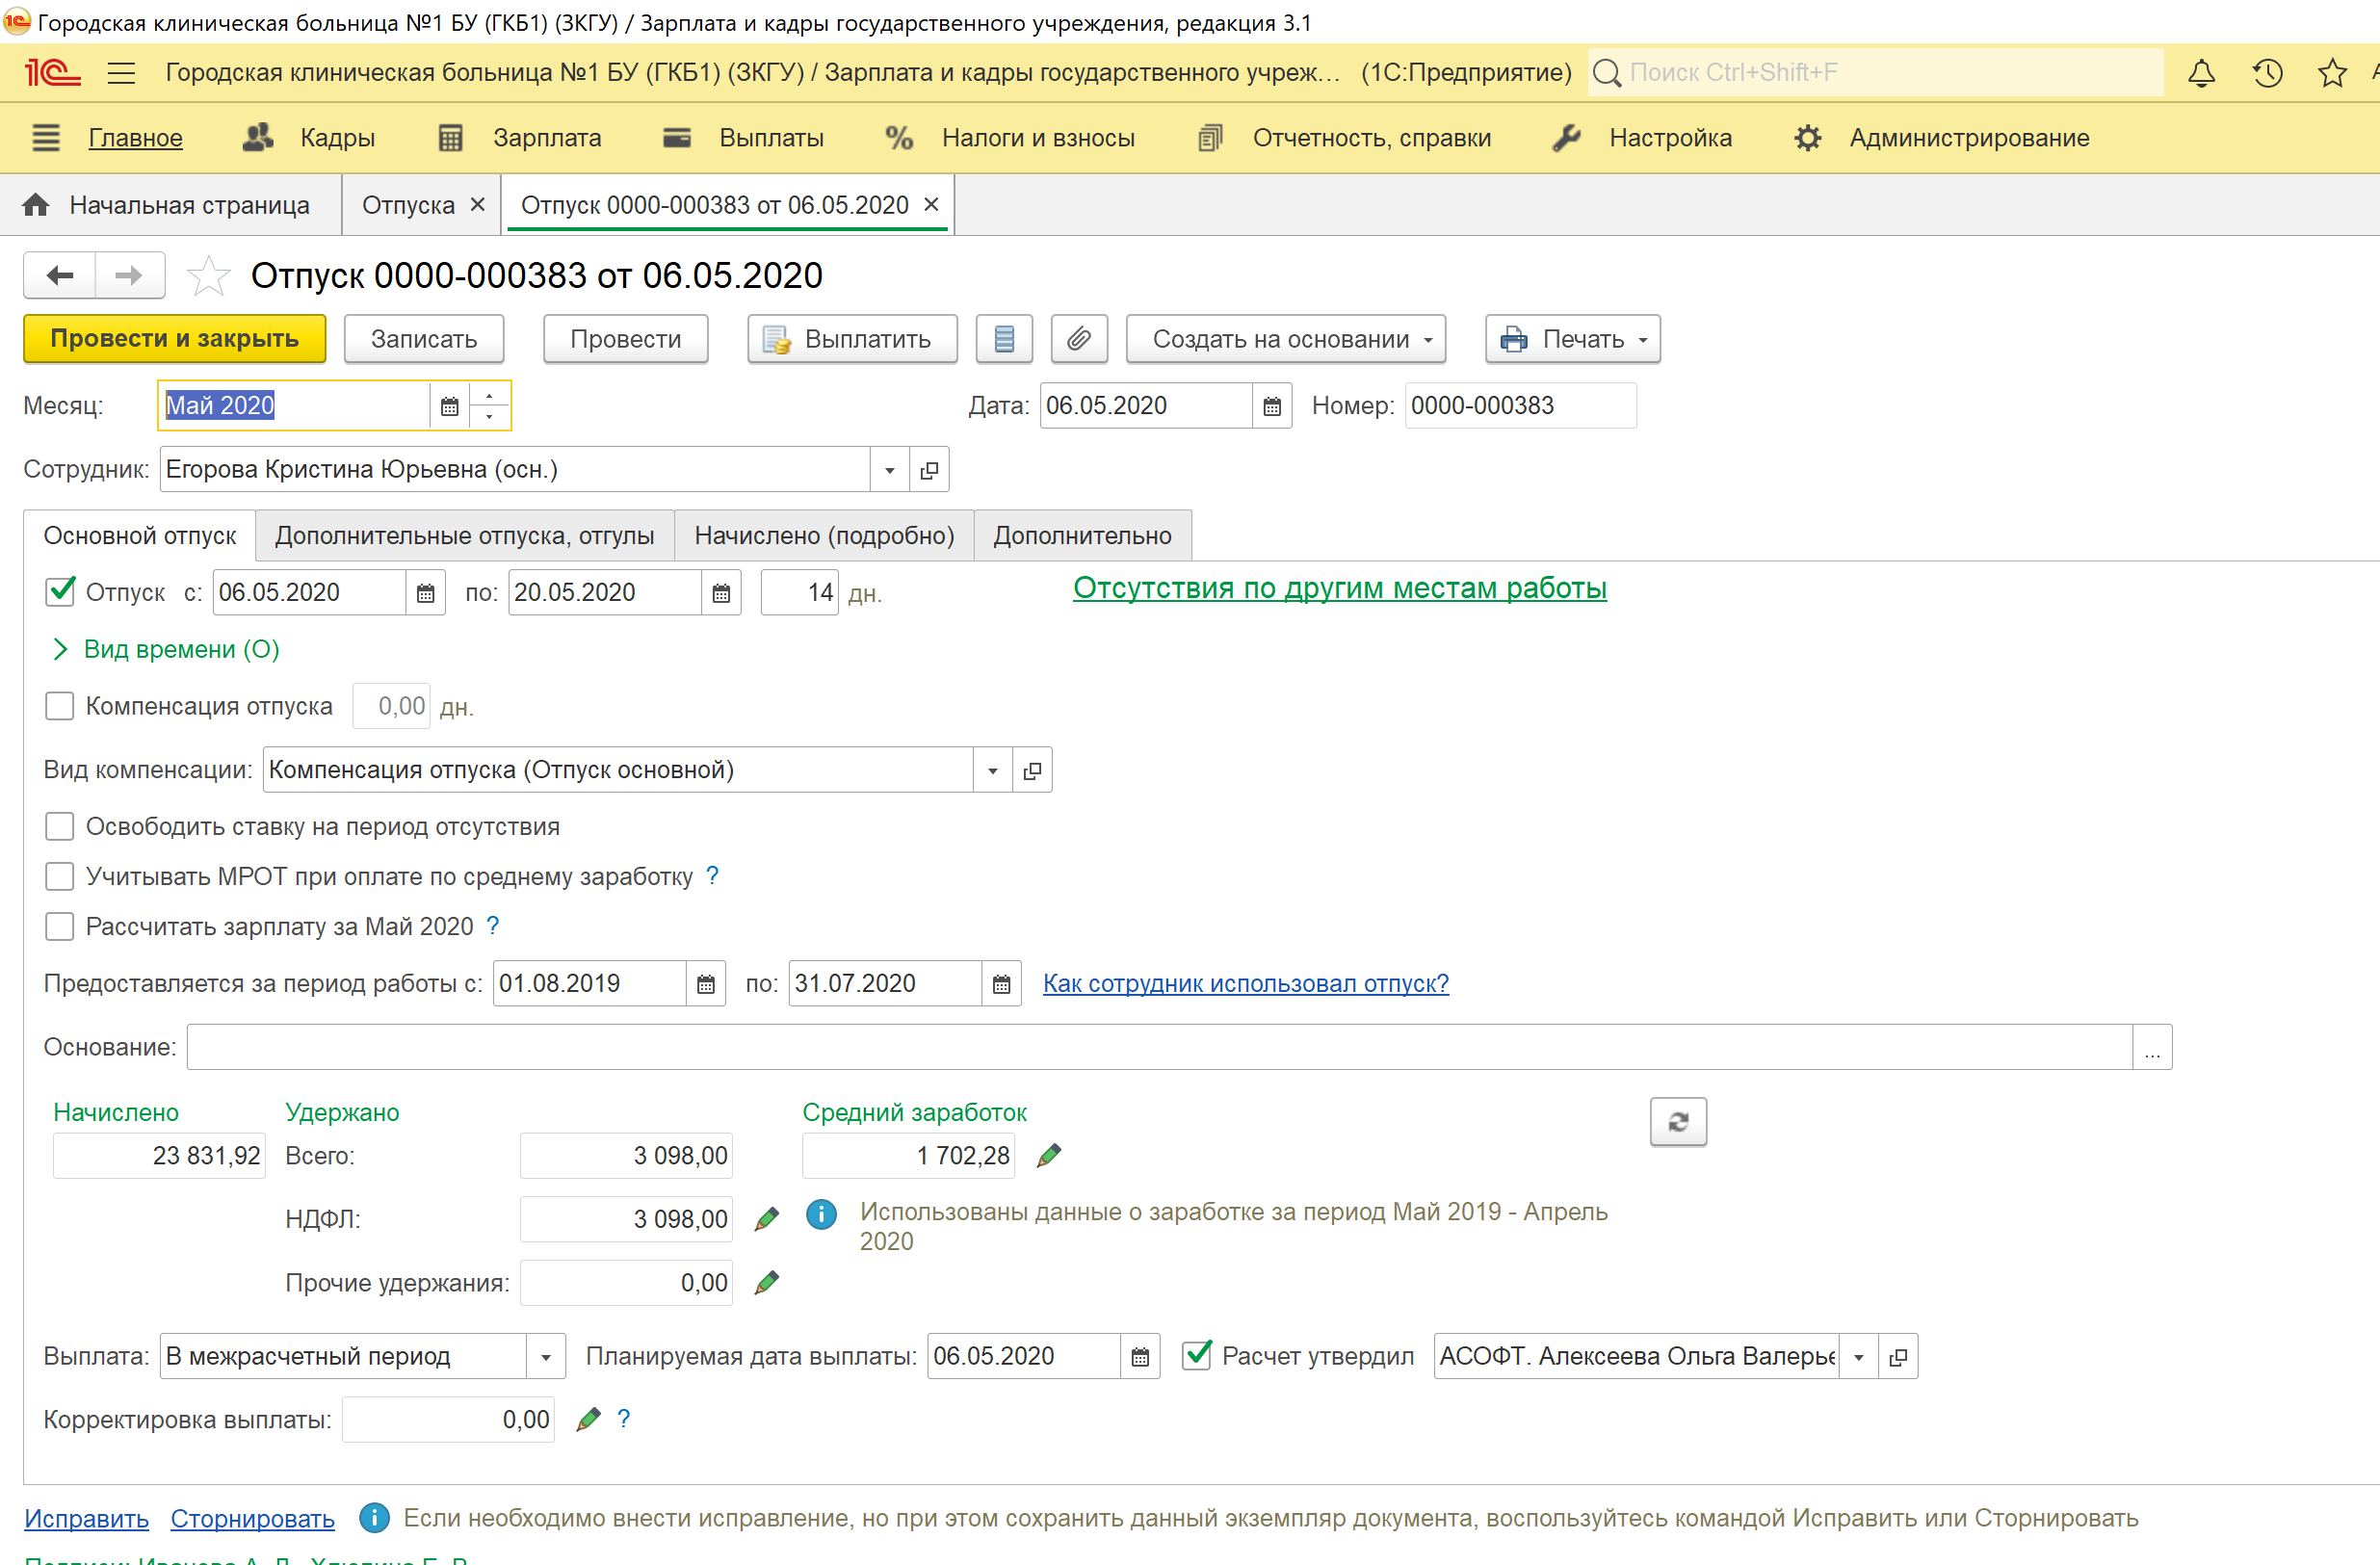 Городская клиническая больница №1 БУ (ГКБ1) (ЗКГУ) / Зарплата и кадры государственного учреждения, редакция 3.1
1С Городская клиническая больница №1 БУ (ГКБ1) (ЗКГУ) / Зарплата и кадры государственного учреж... (1С:Предприятие) Поиск Ctrl+Shift+F
Главное Кадры Зарплата Выплаты % Налоги и взносы Отчетность, справки Настройка Администрирование
Начальная страница Отпуска × Отпуск 0000-000383 от 06.05.2020 ×
Отпуск 0000-000383 от 06.05.2020
Провести и закрыть Записать Провести Выплатить Создать на основании Печать
Месяц: Май 2020 Дата: 06.05.2020 Номер: 0000-000383
Сотрудник: Егорова Кристина Юрьевна (осн.)
Основной отпуск Дополнительные отпуска, отгулы Начислено (подробно) Дополнительно
Отпуск с: 06.05.2020 по: 20.05.2020 14 дн. Отсутствия по другим местам работы
Вид времени (О)
Компенсация отпуска 0,00 дн.
Вид компенсации: Компенсация отпуска (Отпуск основной)
Освободить ставку на период отсутствия
Учитывать МРОТ при оплате по среднему заработку ?
Рассчитать зарплату за Май 2020 ?
Предоставляется за период работы с: 01.08.2019 по: 31.07.2020 Как сотрудник использовал отпуск?
Основание: ...
Начислено Удержано Средний заработок
23 831,92 Всего: 3 098,00 1 702,28
НДФЛ: 3 098,00 Использованы данные о заработке за период Май 2019 - Апрель
2020
Прочие удержания: 0,00
Выплата: В межрасчетный период Планируемая дата выплаты: 06.05.2020 Расчет утвердил АСОФТ. Алексеева Ольга Валерье
Корректировка выплаты: 0,00 ?
Исправить Сторнировать Если необходимо внести исправление, но при этом сохранить данный экземпляр документа, воспользуйтесь командой Исправить или Сторнировать